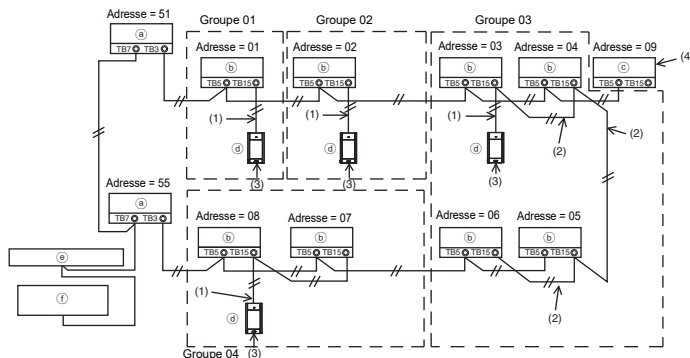 Adresse = 51
Groupe 01
Groupe 02
Groupe 03
ⓐ
TB7 TB3
Adresse = 01
Adresse = 02
Adresse = 03
Adresse = 04
Adresse = 09
ⓑ
ⓑ
ⓑ
ⓑ
ⓒ
(4
TB5 TB15
TB5 TB15
TB5 TB15
TB5 TB15
TB5 TB15
(1)
(1)
(1)
(2)
(2)
ⓓ
ⓓ
ⓓ
(3)
(3)
(3)
Adresse = 55
ⓐ
TB7 TB3
Adresse = 08
Adresse = 07
Adresse = 06
Adresse = 05
ⓑ
ⓑ
ⓑ
ⓑ
TB5 TB15
TB5 TB15
TB5 TB15
TB5 TB15
ⓔ
ⓕ
(1)
(2)
ⓓ
Groupe 04
(3)